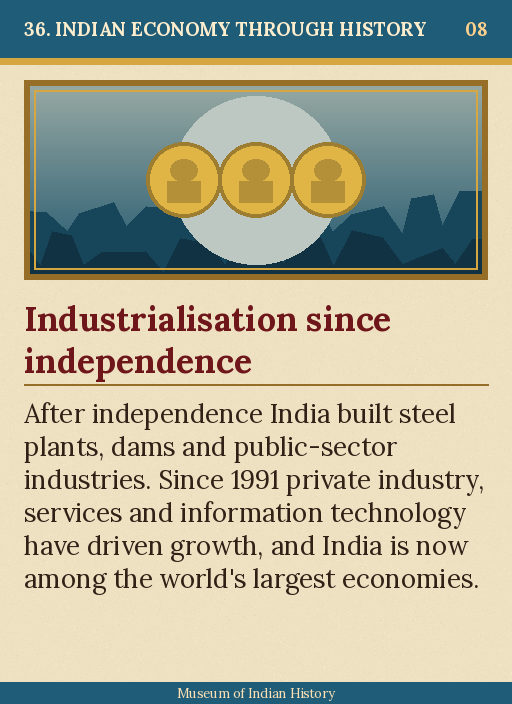 36. INDIAN ECONOMY THROUGH HISTORY 08
Industrialisation since
independence
After independence India built steel
plants, dams and public-sector
industries. Since 1991 private industry,
services and information technology
have driven growth, and India is now
among the world's largest economies.
Museum of Indian History